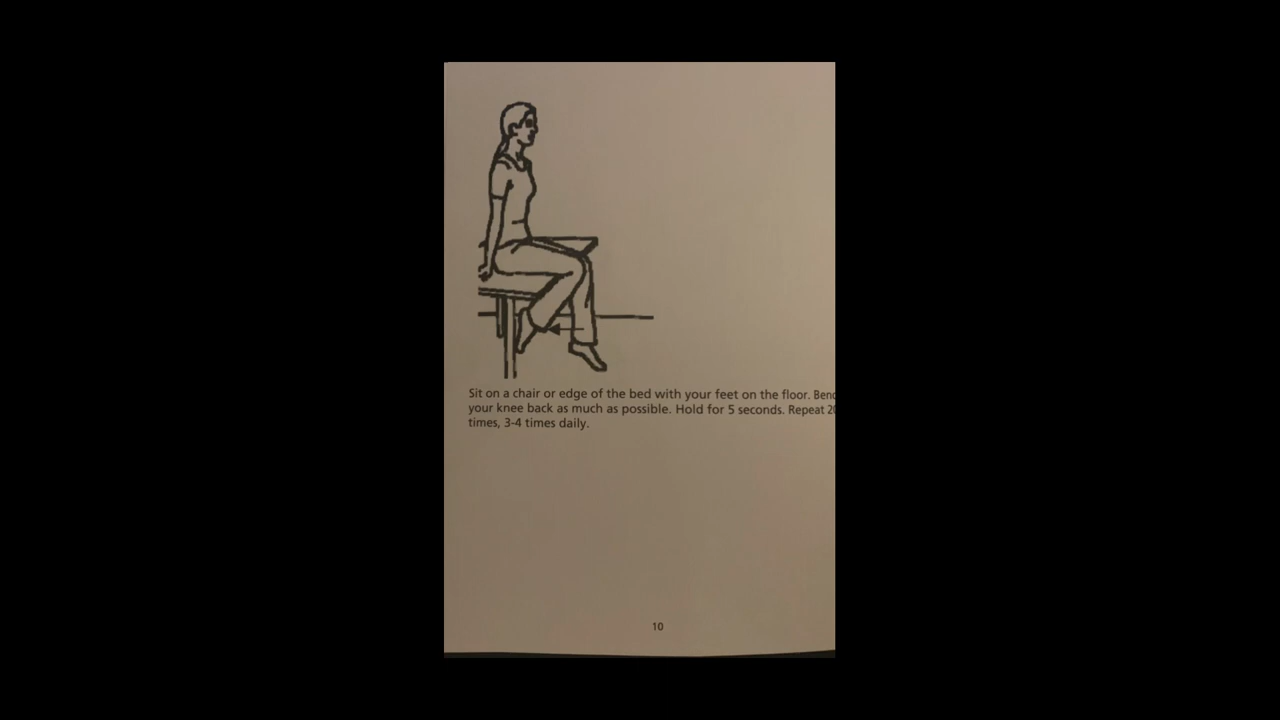 Sit on a chair or edge of the bed with your feet on the floor.
your knee back as much as possible. Hold for 5 seconds. Repeat
times, 3-4 times daily.
10